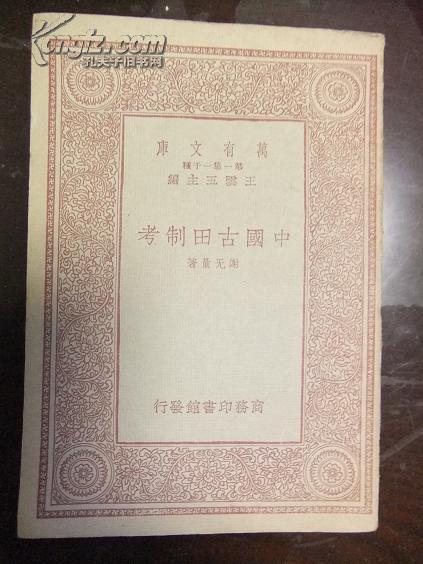 Kongfz.com
孔夫子旧书网
萬有文庫
第一集一千種
王雲五主編
中國古田制考
謝无量著
商務印書館發行